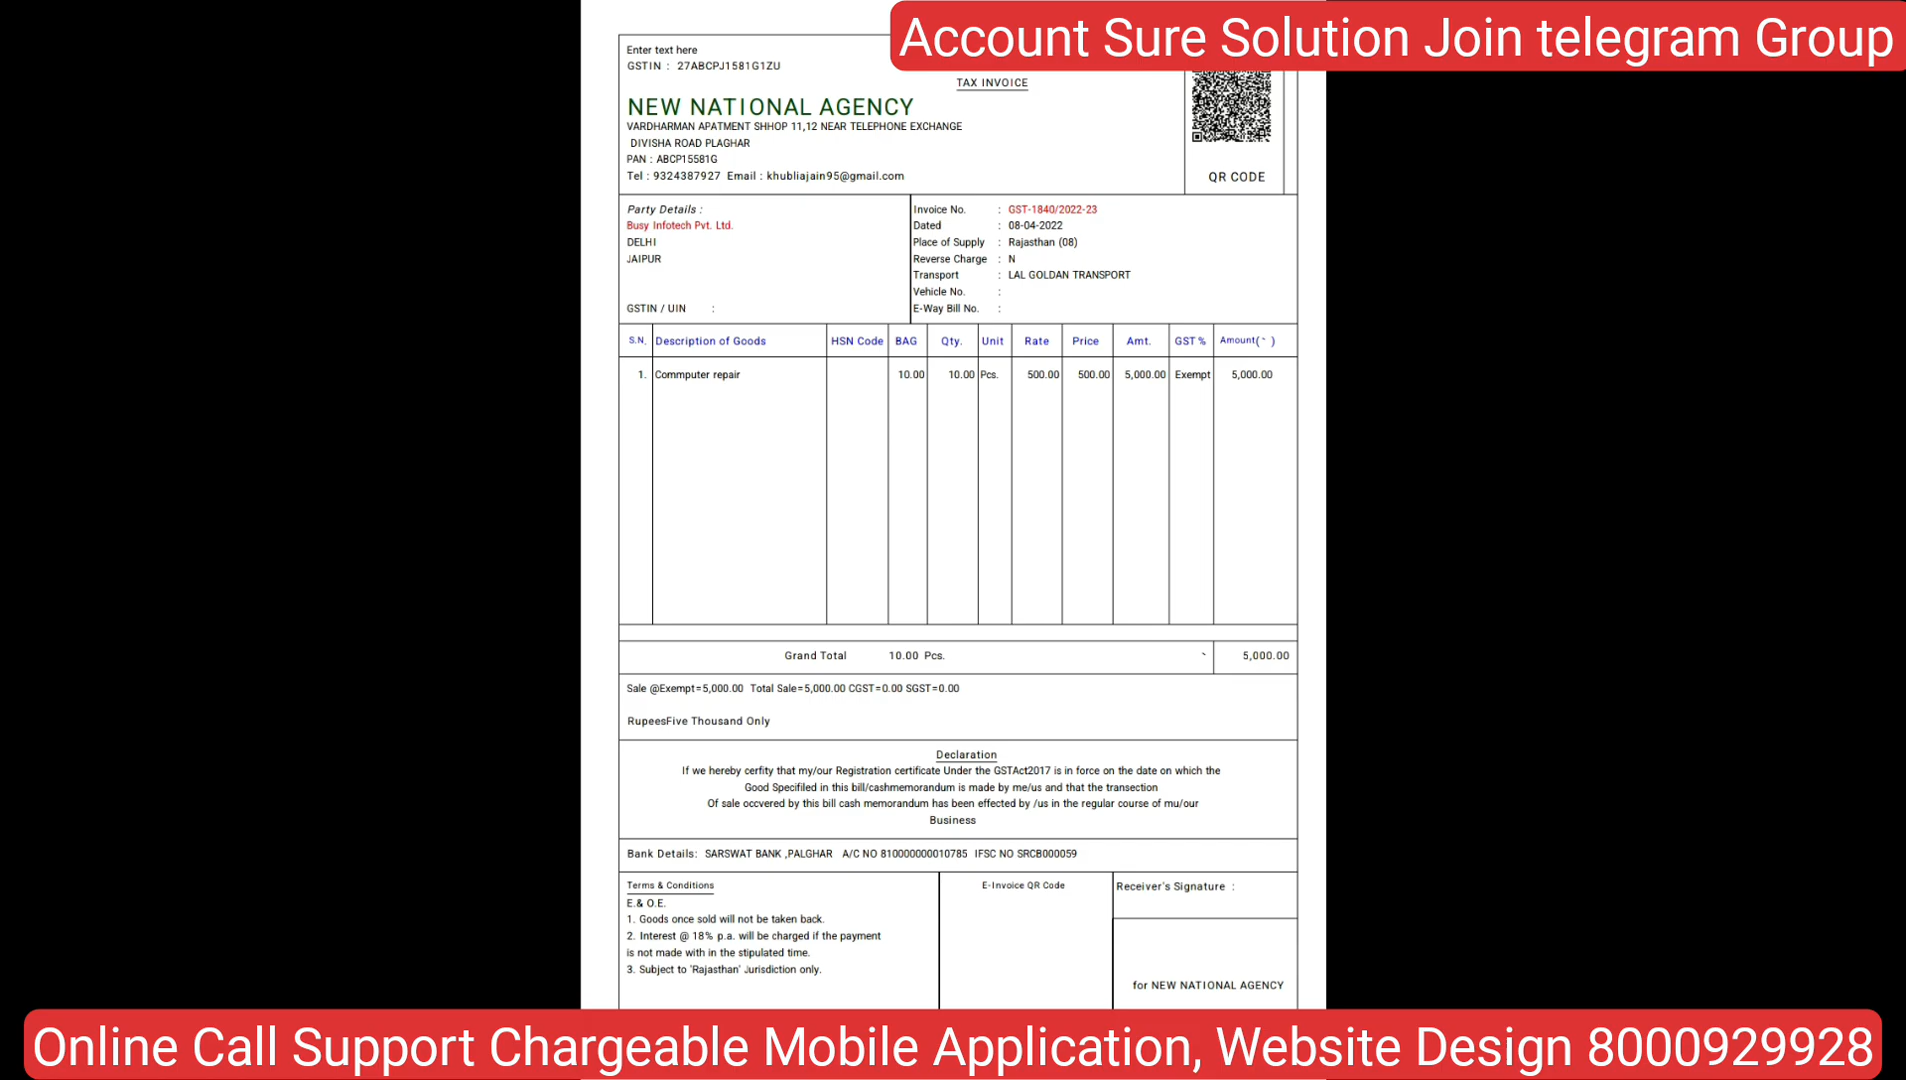 Account Sure Solution Join telegram Group
Enter text here
GSTIN : 27ABCPJ1581G1ZU
TAX INVOICE
NEW NATIONAL AGENCY
VARDHARMAN APATMENT SHHOP 11,12 NEAR TELEPHONE EXCHANGE
DIVISHA ROAD PLAGHAR
PAN : ABCP15581G
Tel : 9324387927 Email : khubliajain95@gmail.com
QR CODE
Party Details :
Busy Infotech Pvt. Ltd.
DELHI
JAIPUR
GSTIN / UIN :
Invoice No. : GST-1840/2022-23
Dated : 08-04-2022
Place of Supply : Rajasthan (08)
Reverse Charge : N
Transport : LAL GOLDAN TRANSPORT
Vehicle No. :
E-Way Bill No. :
S.N. Description of Goods HSN Code BAG Qty. Unit Rate Price Amt. GST % Amount(` )
1. Commputer repair 10.00 10.00 Pcs. 500.00 500.00 5,000.00 Exempt 5,000.00
Grand Total 10.00 Pcs. ` 5,000.00
Sale @Exempt=5,000.00 Total Sale=5,000.00 CGST=0.00 SGST=0.00
RupeesFive Thousand Only
Declaration
If we hereby cerfity that my/our Registration certificate Under the GSTAct2017 is in force on the date on which the
Good Specifiled in this bill/cashmemorandum is made by me/us and that the transection
Of sale occvered by this bill cash memorandum has been effected by /us in the regular course of mu/our
Business
Bank Details: SARSWAT BANK ,PALGHAR A/C NO 810000000010785 IFSC NO SRCB000059
Terms & Conditions
E.& O.E.
1. Goods once sold will not be taken back.
2. Interest @ 18% p.a. will be charged if the payment
is not made with in the stipulated time.
3. Subject to 'Rajasthan' Jurisdiction only.
E-Invoice QR Code
Receiver's Signature :
for NEW NATIONAL AGENCY
Online Call Support Chargeable Mobile Application, Website Design 8000929928